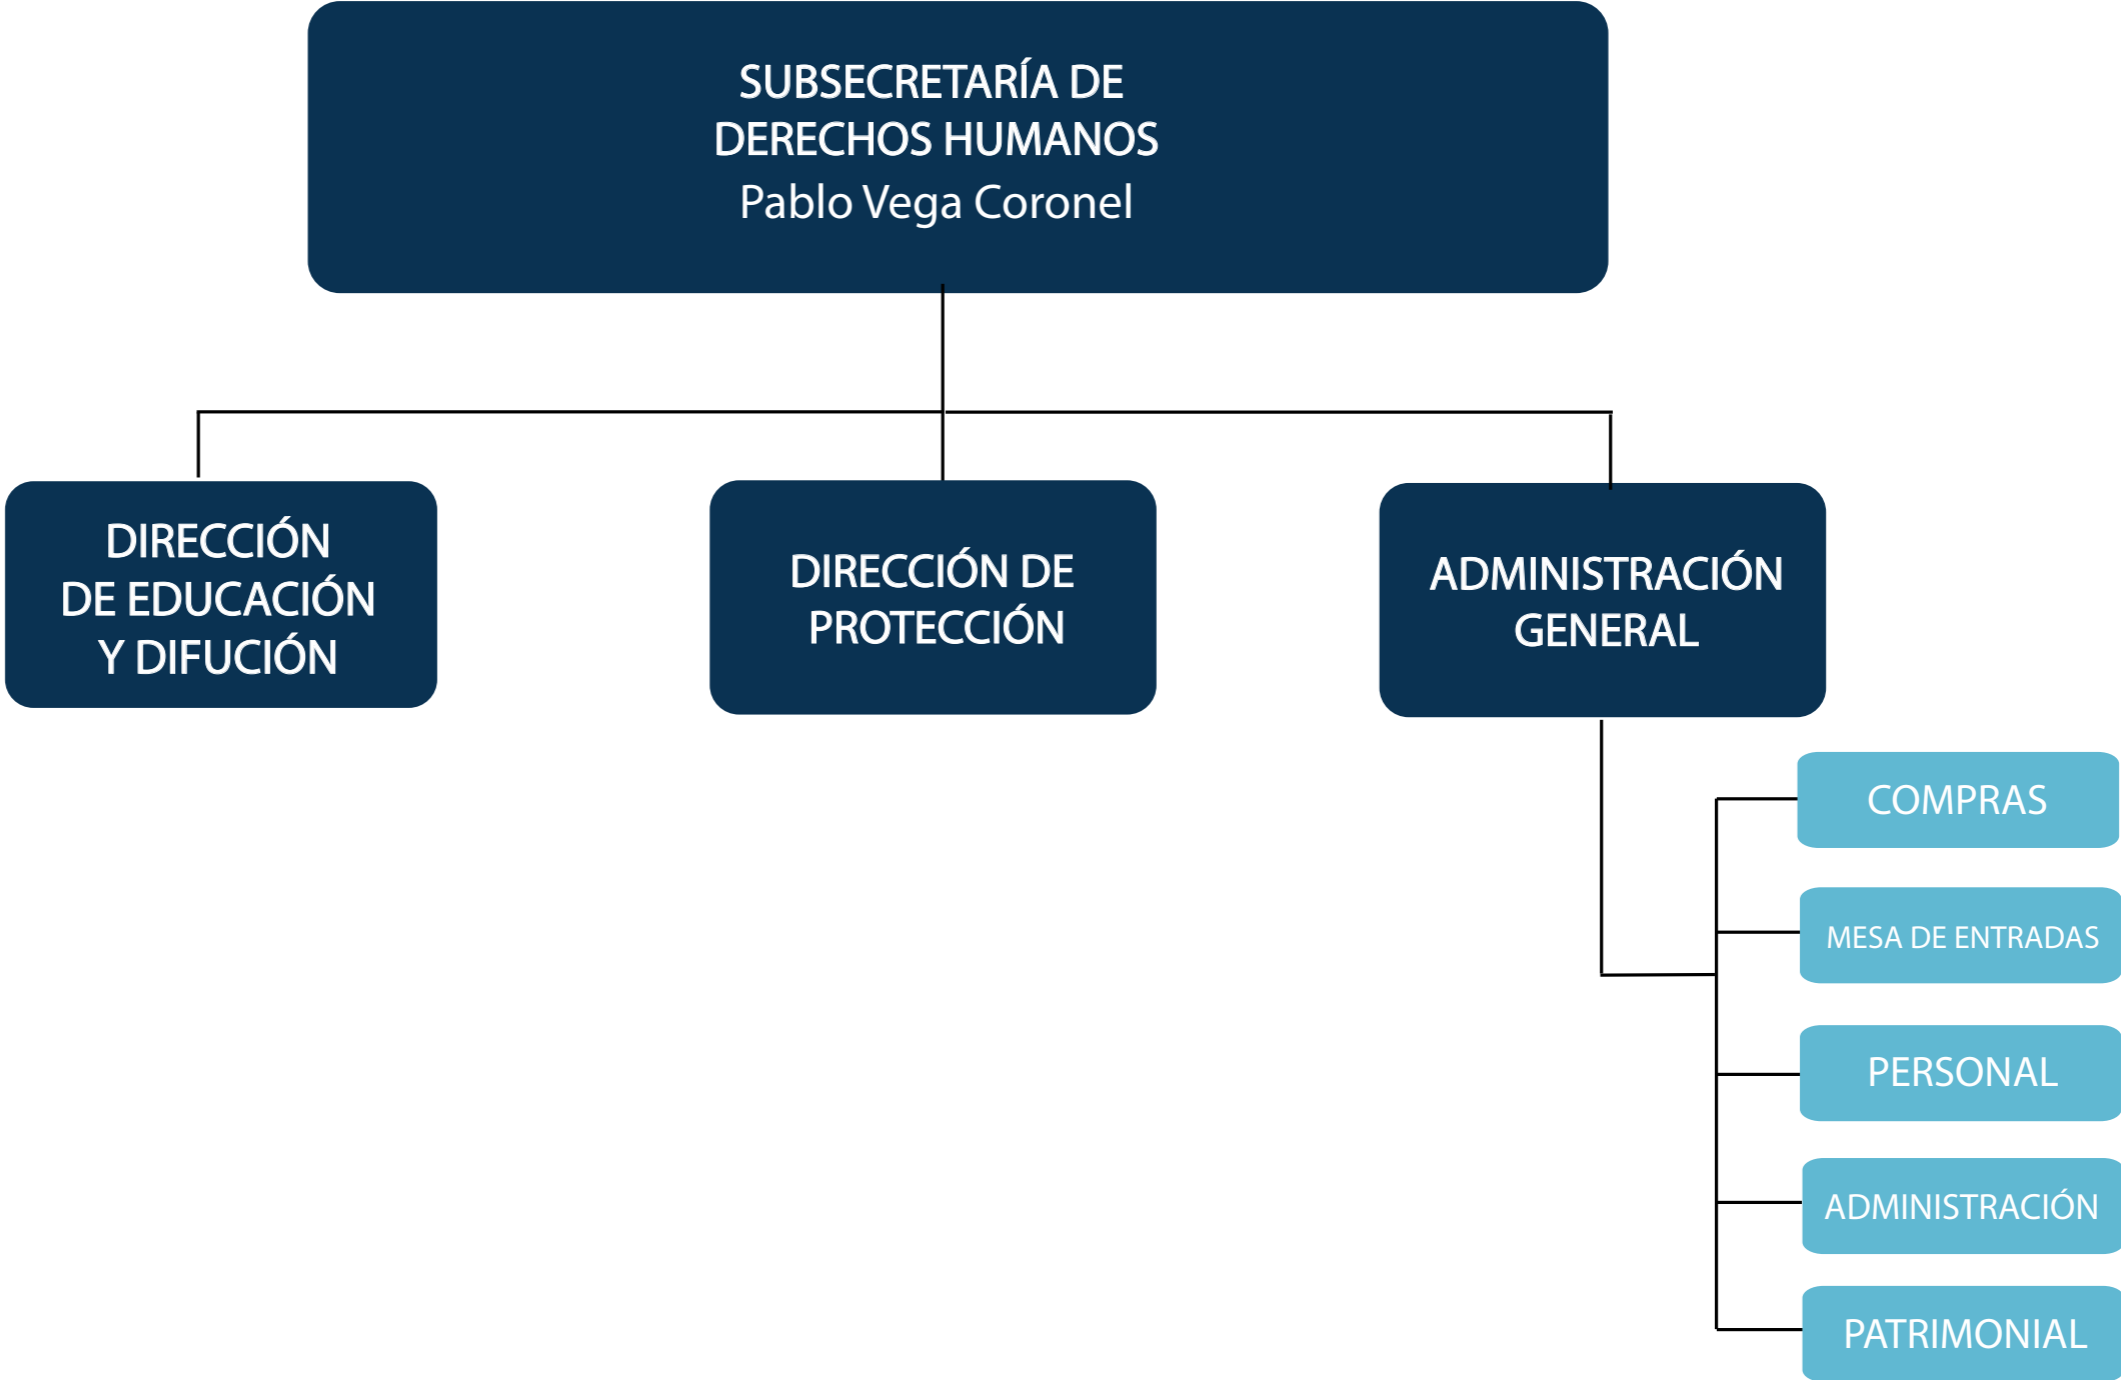 SUBSECRETARÍA DE
DERECHOS HUMANOS
Pablo Vega Coronel
DIRECCIÓN
DE EDUCACIÓN
Y DIFUCIÓN
DIRECCIÓN DE
PROTECCIÓN
ADMINISTRACIÓN
GENERAL
COMPRAS
MESA DE ENTRADAS
PERSONAL
ADMINISTRACIÓN
PATRIMONIAL